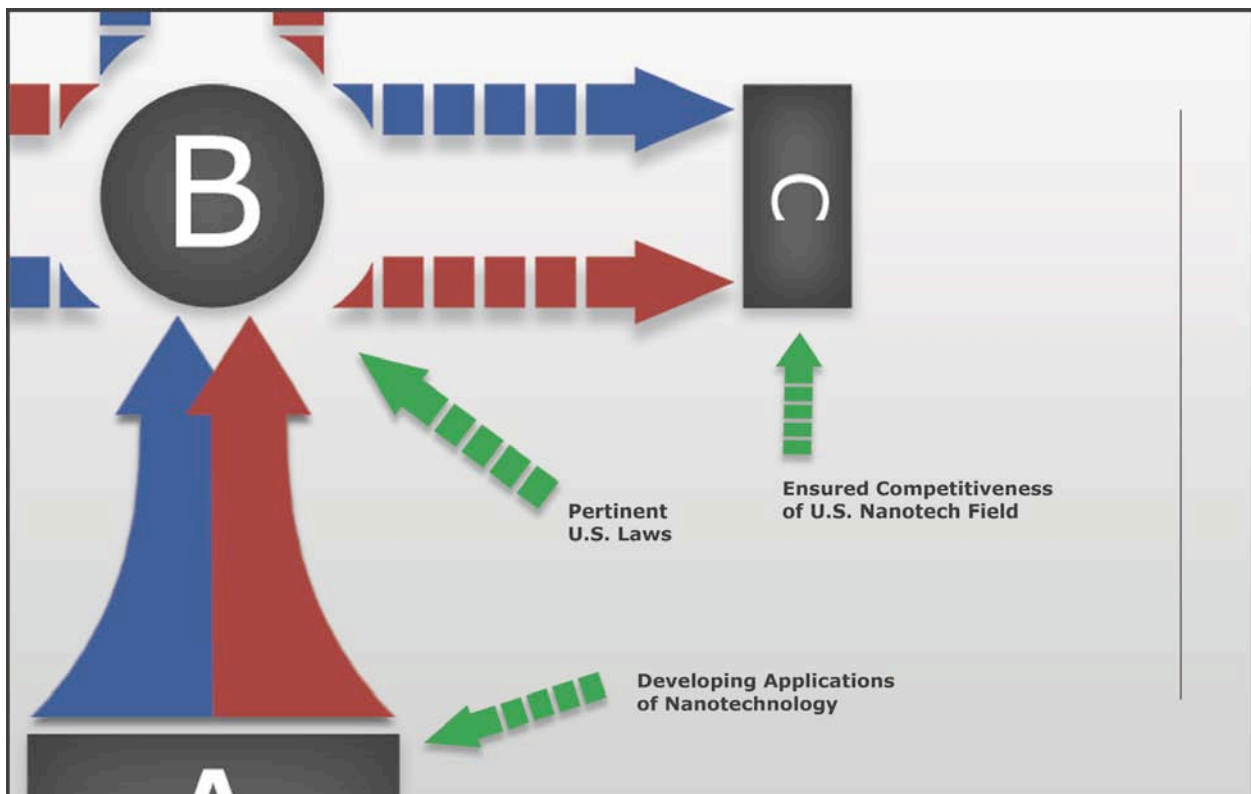 B
C
Pertinent
U.S. Laws
Ensured Competitiveness
of U.S. Nanotech Field
Developing Applications
of Nanotechnology
A